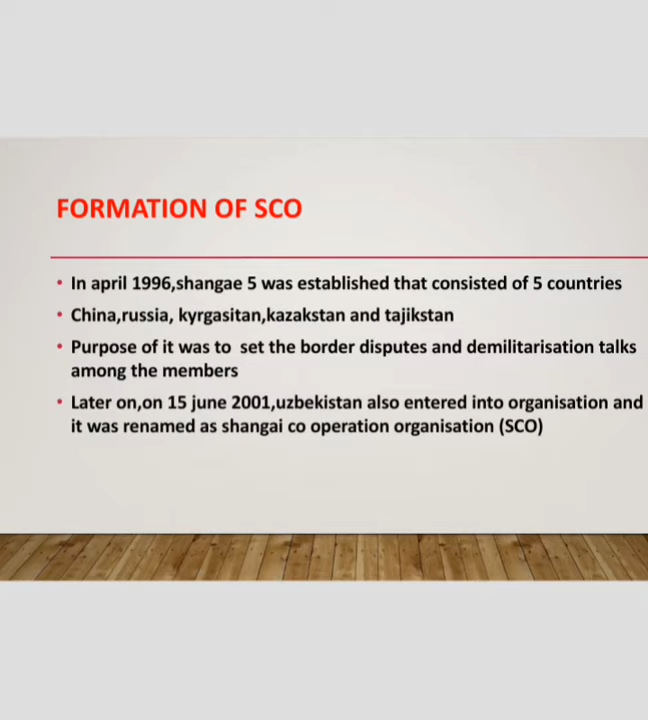 FORMATION OF SCO
• In april 1996,shangae 5 was established that consisted of 5 countries
• China,russia, kyrgasitan,kazakstan and tajikstan
• Purpose of it was to set the border disputes and demilitarisation talks
among the members
• Later on,on 15 june 2001,uzbekistan also entered into organisation and
it was renamed as shangai co operation organisation (SCO)